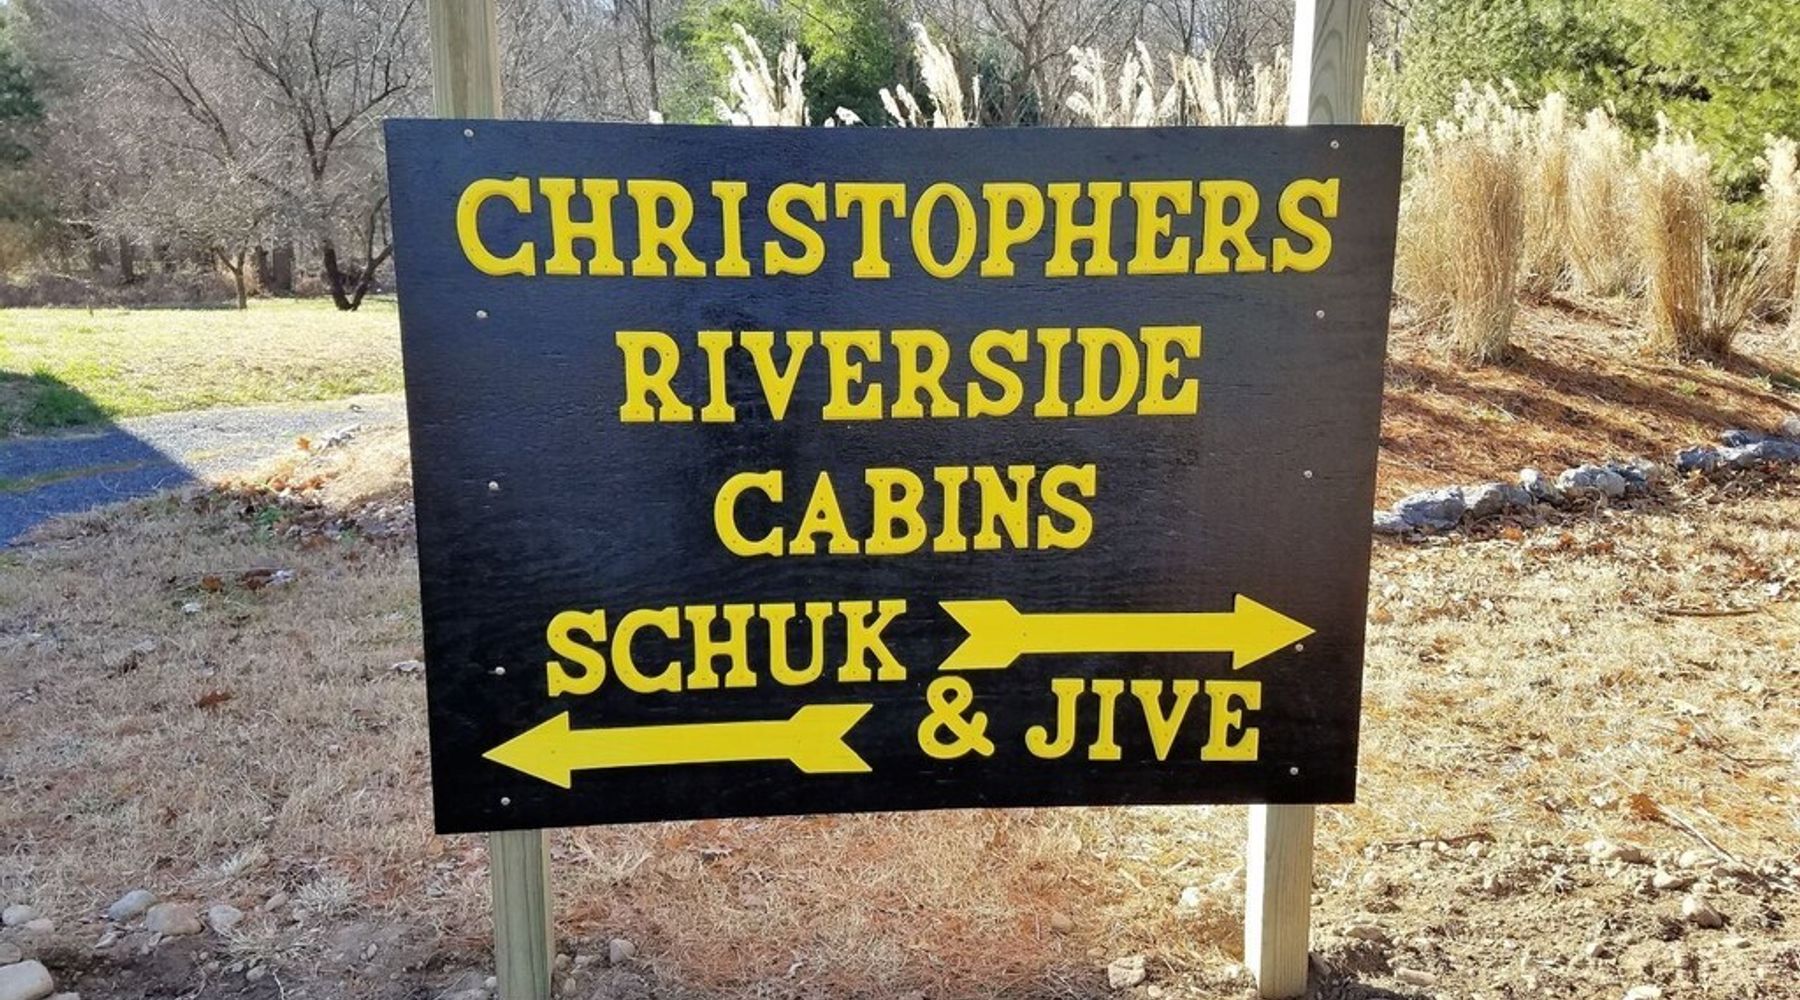 CHRISTOPHERS
RIVERSIDE
CABINS
SCHUK
& JIVE